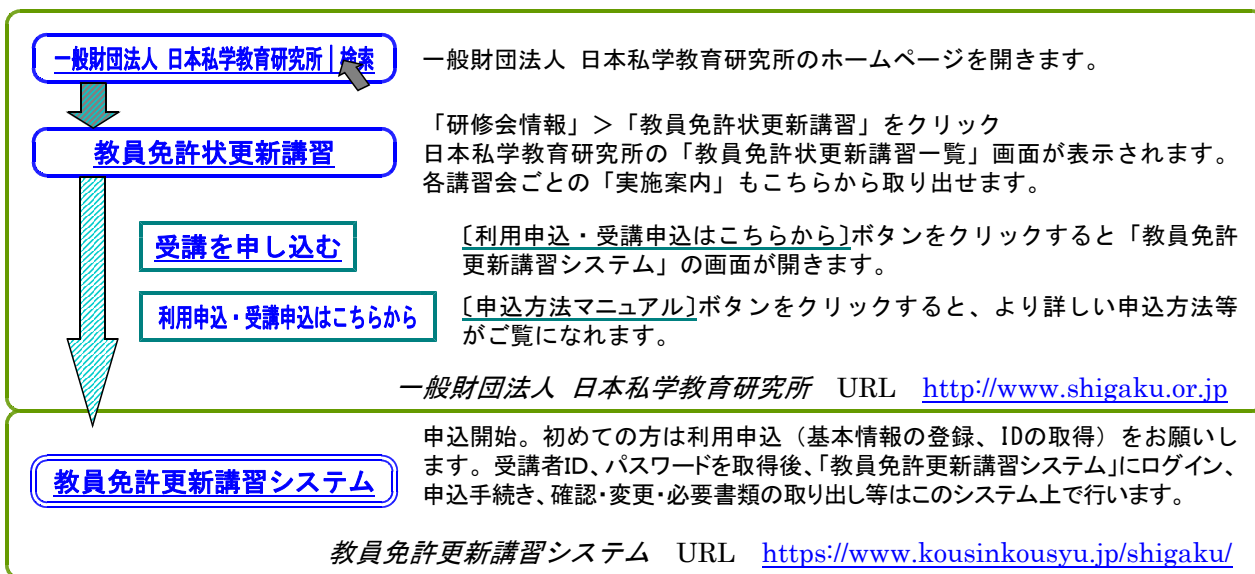 一般財団法人 日本私学教育研究所｜検索
一般財団法人 日本私学教育研究所のホームページを開きます。
教員免許状更新講習
「研修会情報」＞「教員免許状更新講習」をクリック
日本私学教育研究所の「教員免許状更新講習一覧」画面が表示されます。
各講習会ごとの「実施案内」もこちらから取り出せます。
受講を申し込む
〔利用申込・受講申込はこちらから〕ボタンをクリックすると「教員免許
更新講習システム」の画面が開きます。
利用申込・受講申込はこちらから
〔申込方法マニュアル〕ボタンをクリックすると、より詳しい申込方法等
がご覧になれます。
一般財団法人 日本私学教育研究所 URL http://www.shigaku.or.jp
教員免許更新講習システム
申込開始。初めての方は利用申込（基本情報の登録、IDの取得）をお願いし
ます。受講者ID、パスワードを取得後、「教員免許更新講習システム」にログイン、
申込手続き、確認・変更・必要書類の取り出し等はこのシステム上で行います。
教員免許更新講習システム URL https://www.kousinkousyu.jp/shigaku/